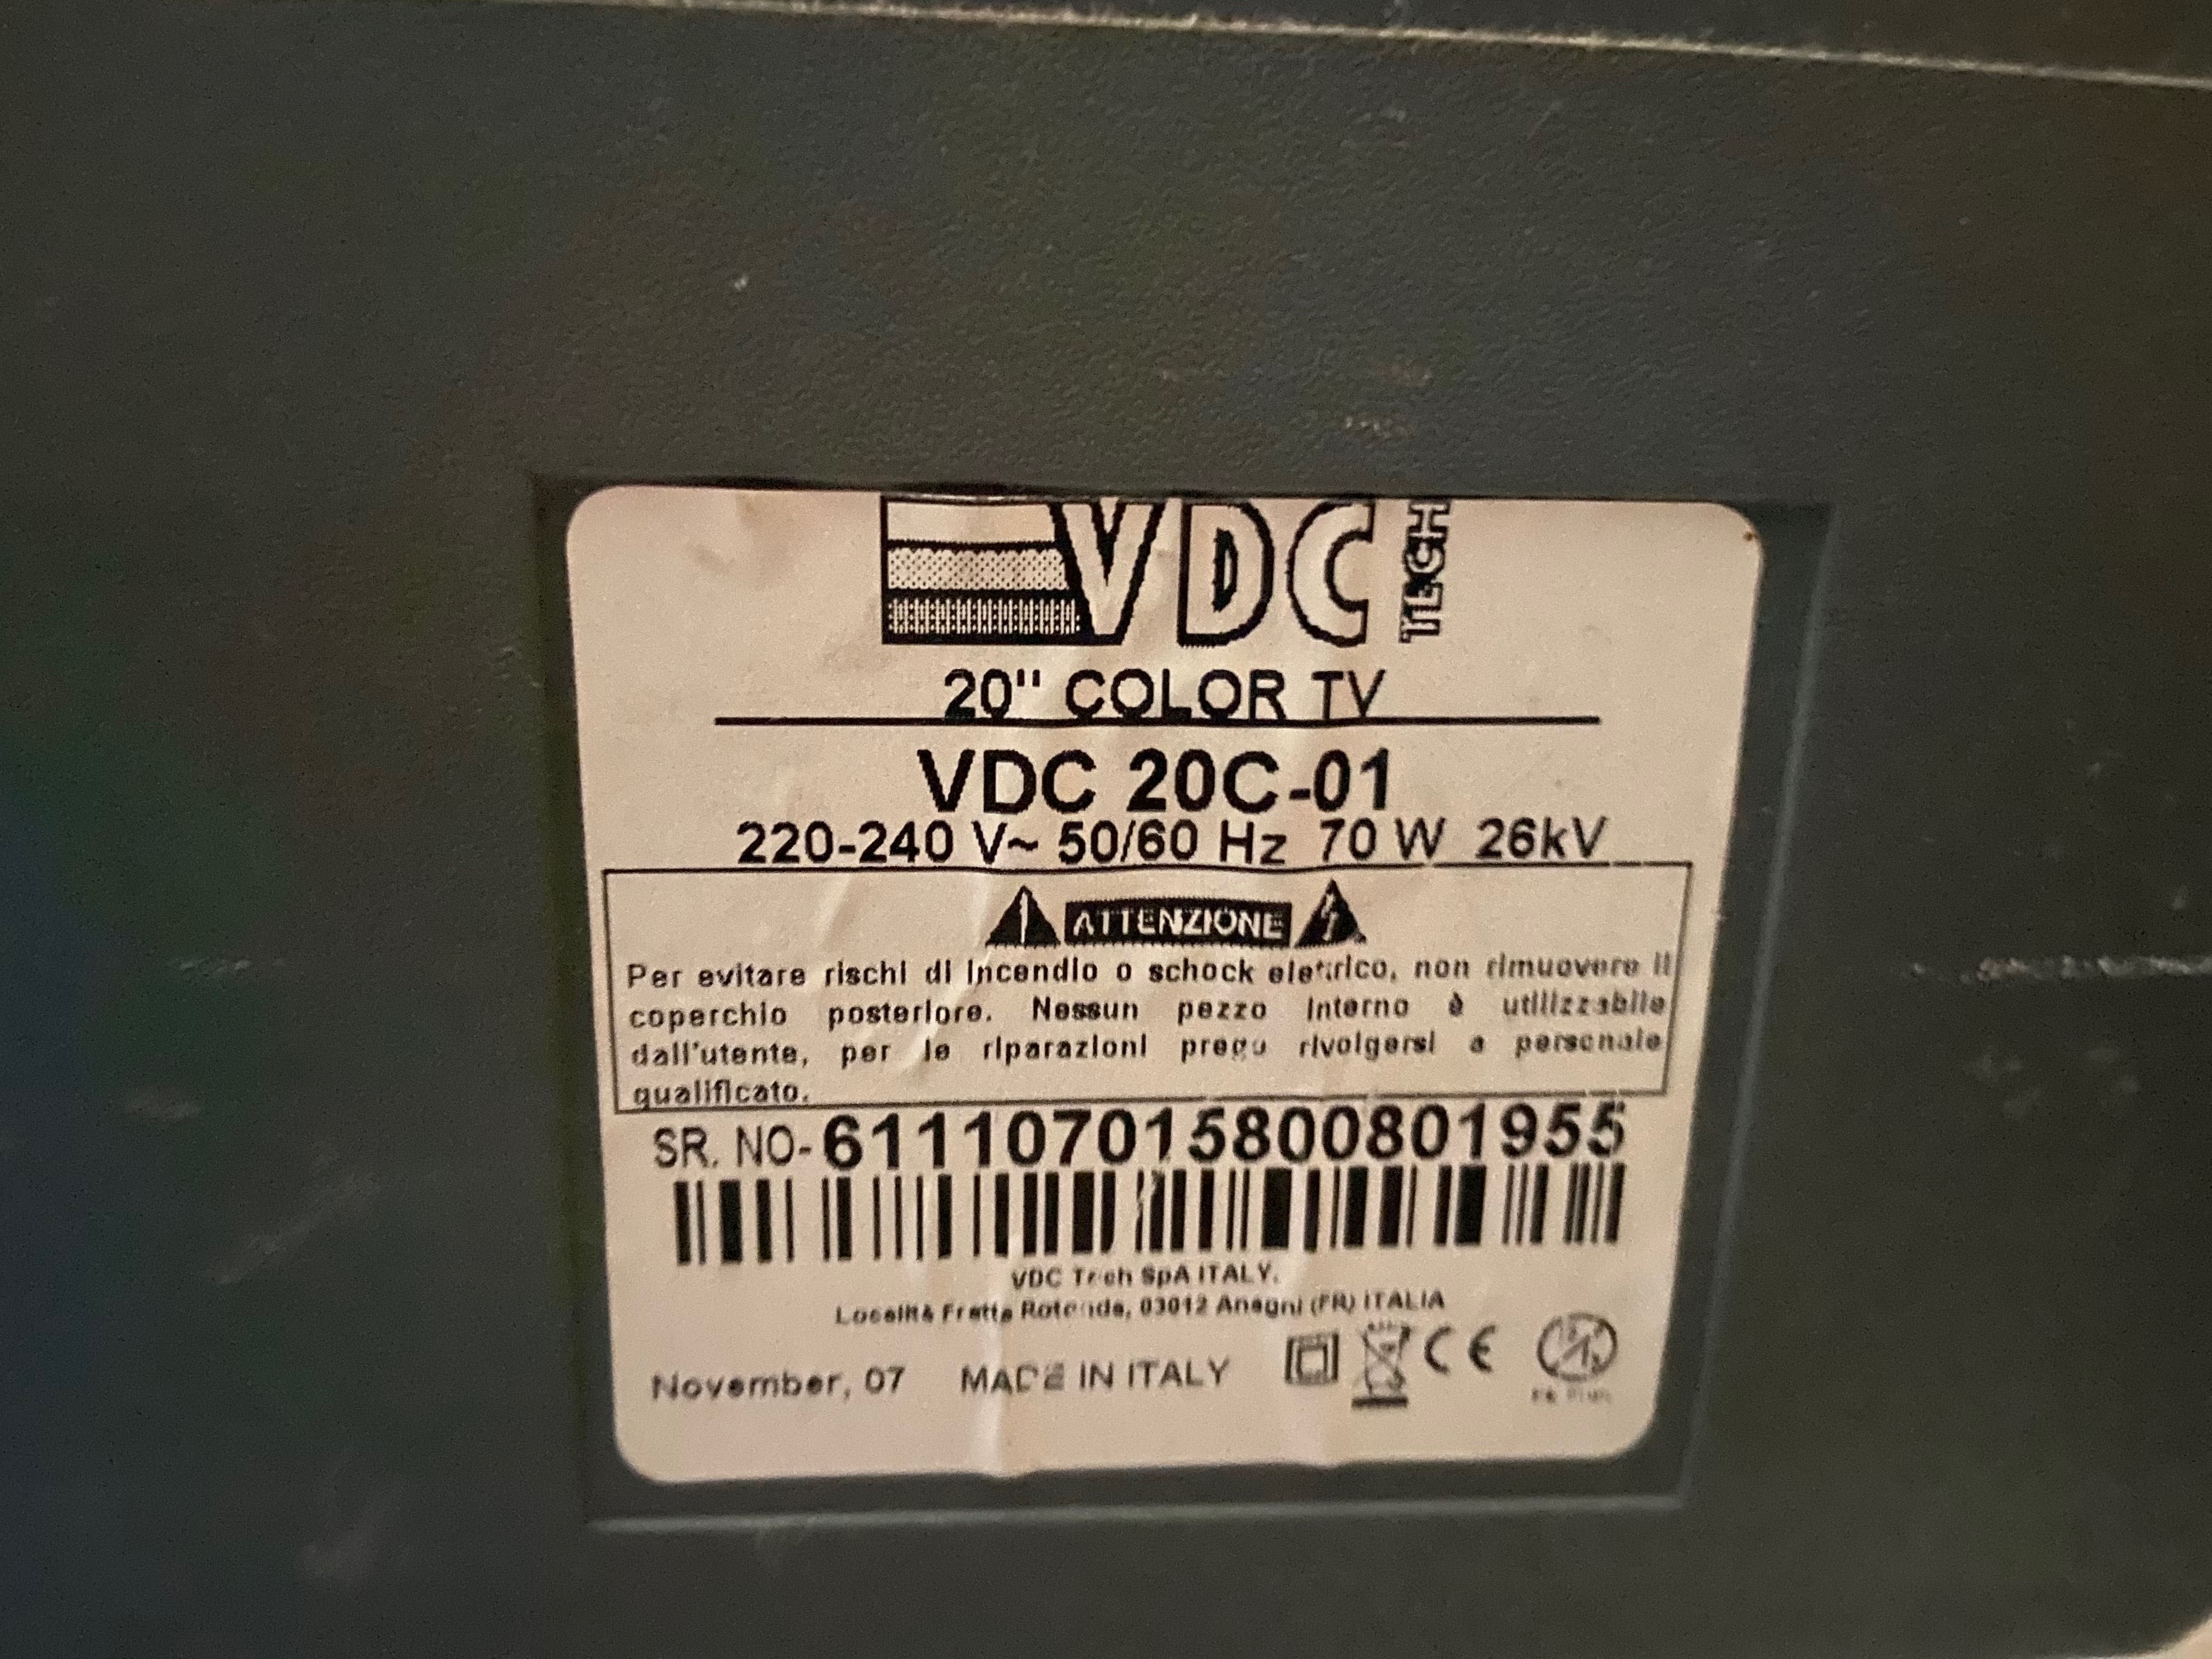 VDC TECH
20" COLOR TV
VDC 20C-01
220-240 V~ 50/60 Hz 70 W 26kV
ATTENZIONE
Per evitare rischi di incendio o schock elettrico, non rimuovere il
coperchio posteriore. Nessun pezzo interno è utilizzabile
dall'utente, per le riparazioni prego rivolgersi a personale
qualificato.
SR. NO- 611107015800801955
VDC Tech SpA ITALY.
Località Fratta Rotonda, 03012 Anagni (FR) ITALIA
November, 07 MADE IN ITALY CE